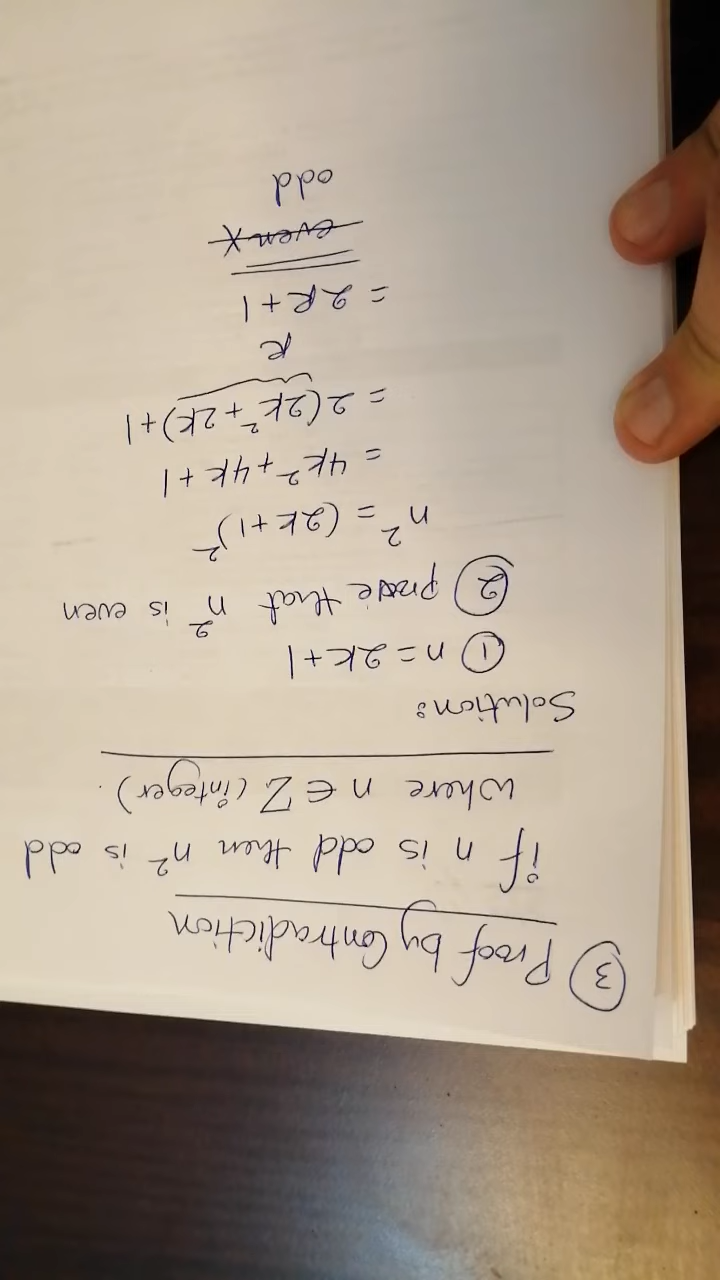 ③ Proof by Contradiction
if n is odd then n² is odd
where n ∈ Z (integer).
Solution:
① n = 2k+1
② prove that n² is even
n² = (2k+1)²
= 4k² + 4k + 1
= 2(2k² + 2k) + 1
k
= 2k + 1
even X
odd